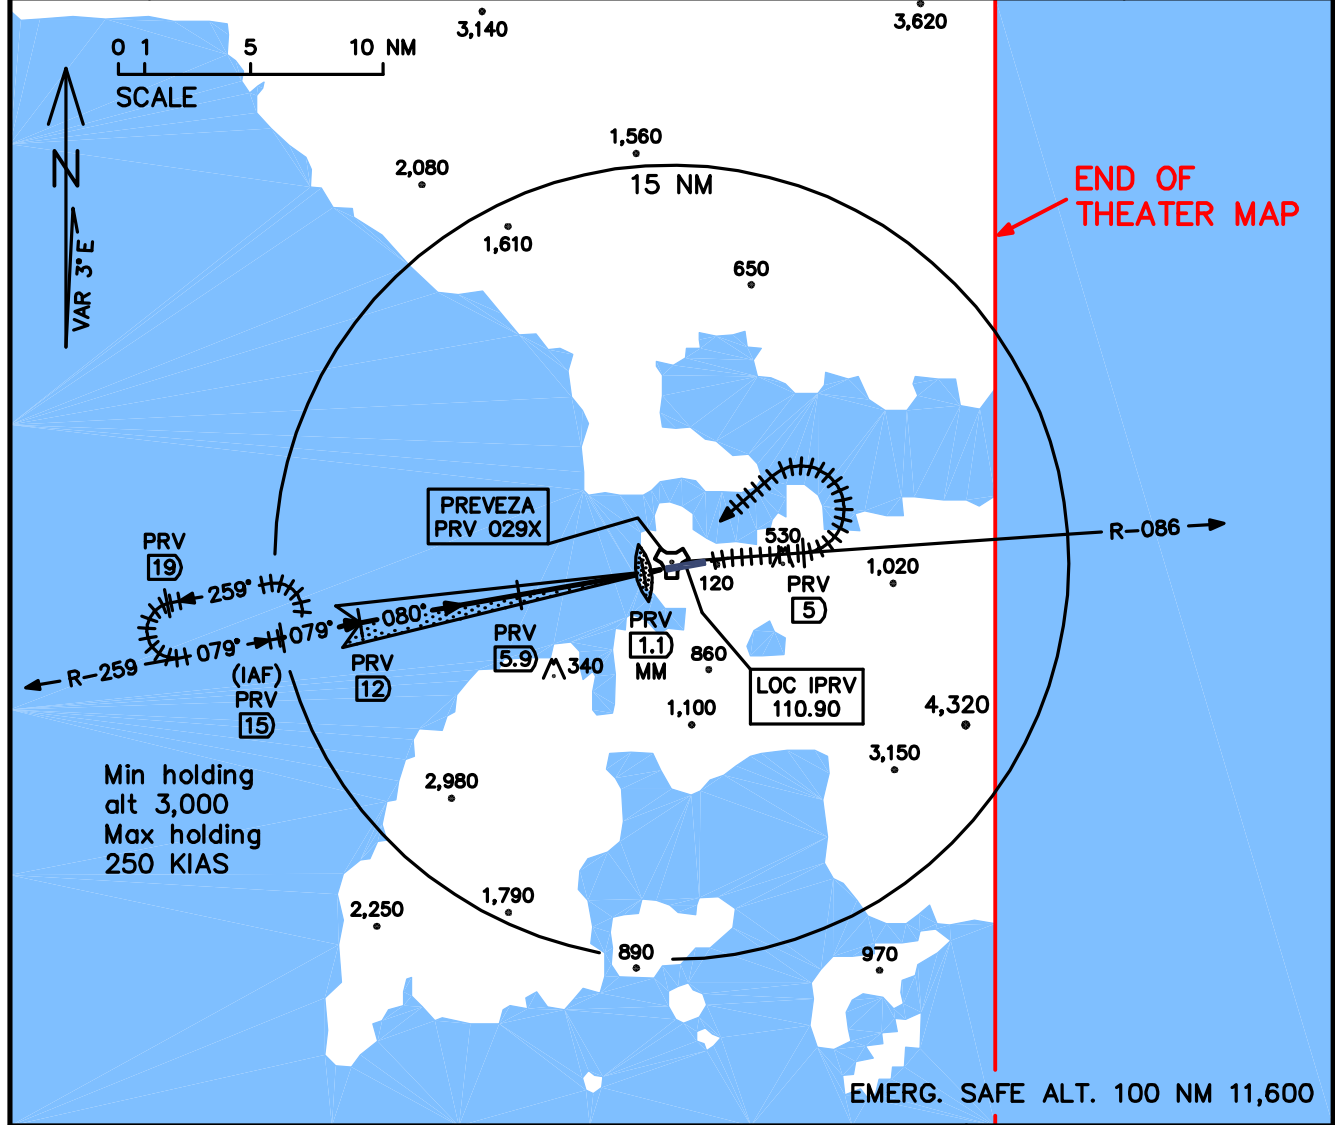 3,140
3,620
0 1 5 10 NM
SCALE
1,560
2,080
15 NM
END OF
THEATER MAP
N
1,610
VAR 3°E
650
PREVEZA
PRV 029X
R-086
PRV
19
530
120
1,020
259°
PRV
5
079°
080°
079°
R-259
(IAF)
PRV
15
PRV
12
PRV
5.9
340
PRV
1.1
MM
860
LOC IPRV
110.90
1,100
4,320
3,150
Min holding
alt 3,000
Max holding
250 KIAS
2,980
1,790
2,250
890
970
EMERG. SAFE ALT. 100 NM 11,600